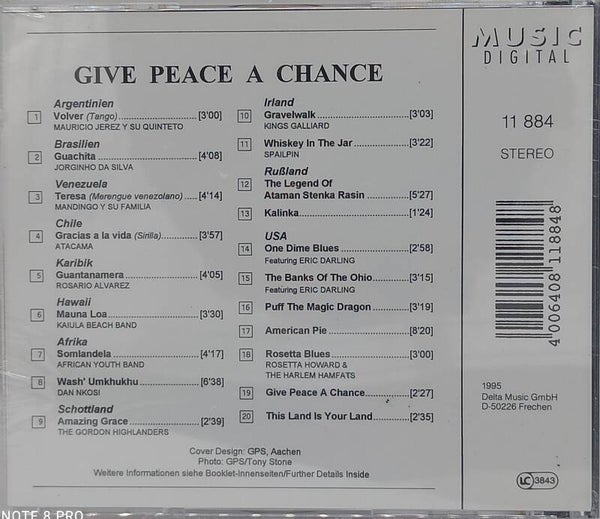 GIVE PEACE A CHANCE
Argentinien
1 Volver (Tango) [3'00]
MAURICIO JEREZ Y SU QUINTETO
Brasilien
2 Guachita [4'08]
JORGINHO DA SILVA
Venezuela
3 Teresa (Merengue venezolano) [4'14]
MANDINGO Y SU FAMILIA
Chile
4 Gracias a la vida (Sirilla) [3'57]
ATACAMA
Karibik
5 Guantanamera [4'05]
ROSARIO ALVAREZ
Hawaii
6 Mauna Loa [3'30]
KAIULA BEACH BAND
Afrika
7 Somlandela [4'17]
AFRICAN YOUTH BAND
8 Wash' Umkhukhu [6'38]
DAN NKOSI
Schottland
9 Amazing Grace [2'39]
THE GORDON HIGHLANDERS
Irland
10 Gravelwalk [3'03]
KINGS GALLIARD
11 Whiskey In The Jar [3'22]
SPAILPIN
Rußland
12 The Legend Of
Ataman Stenka Rasin [5'27]
13 Kalinka [1'24]
USA
14 One Dime Blues [2'58]
Featuring ERIC DARLING
15 The Banks Of The Ohio [3'15]
Featuring ERIC DARLING
16 Puff The Magic Dragon [3'19]
17 American Pie [8'20]
18 Rosetta Blues [3'00]
ROSETTA HOWARD &
THE HARLEM HAMFATS
19 Give Peace A Chance [2'27]
20 This Land Is Your Land [2'35]
Cover Design: GPS, Aachen
Photo: GPS/Tony Stone
Weitere Informationen siehe Booklet-Innenseiten/Further Details Inside
MUSIC
DIGITAL
11 884
STEREO
4 006408 118848
1995
Delta Music GmbH
D-50226 Frechen
LC 3843
NOTE 8 PRO